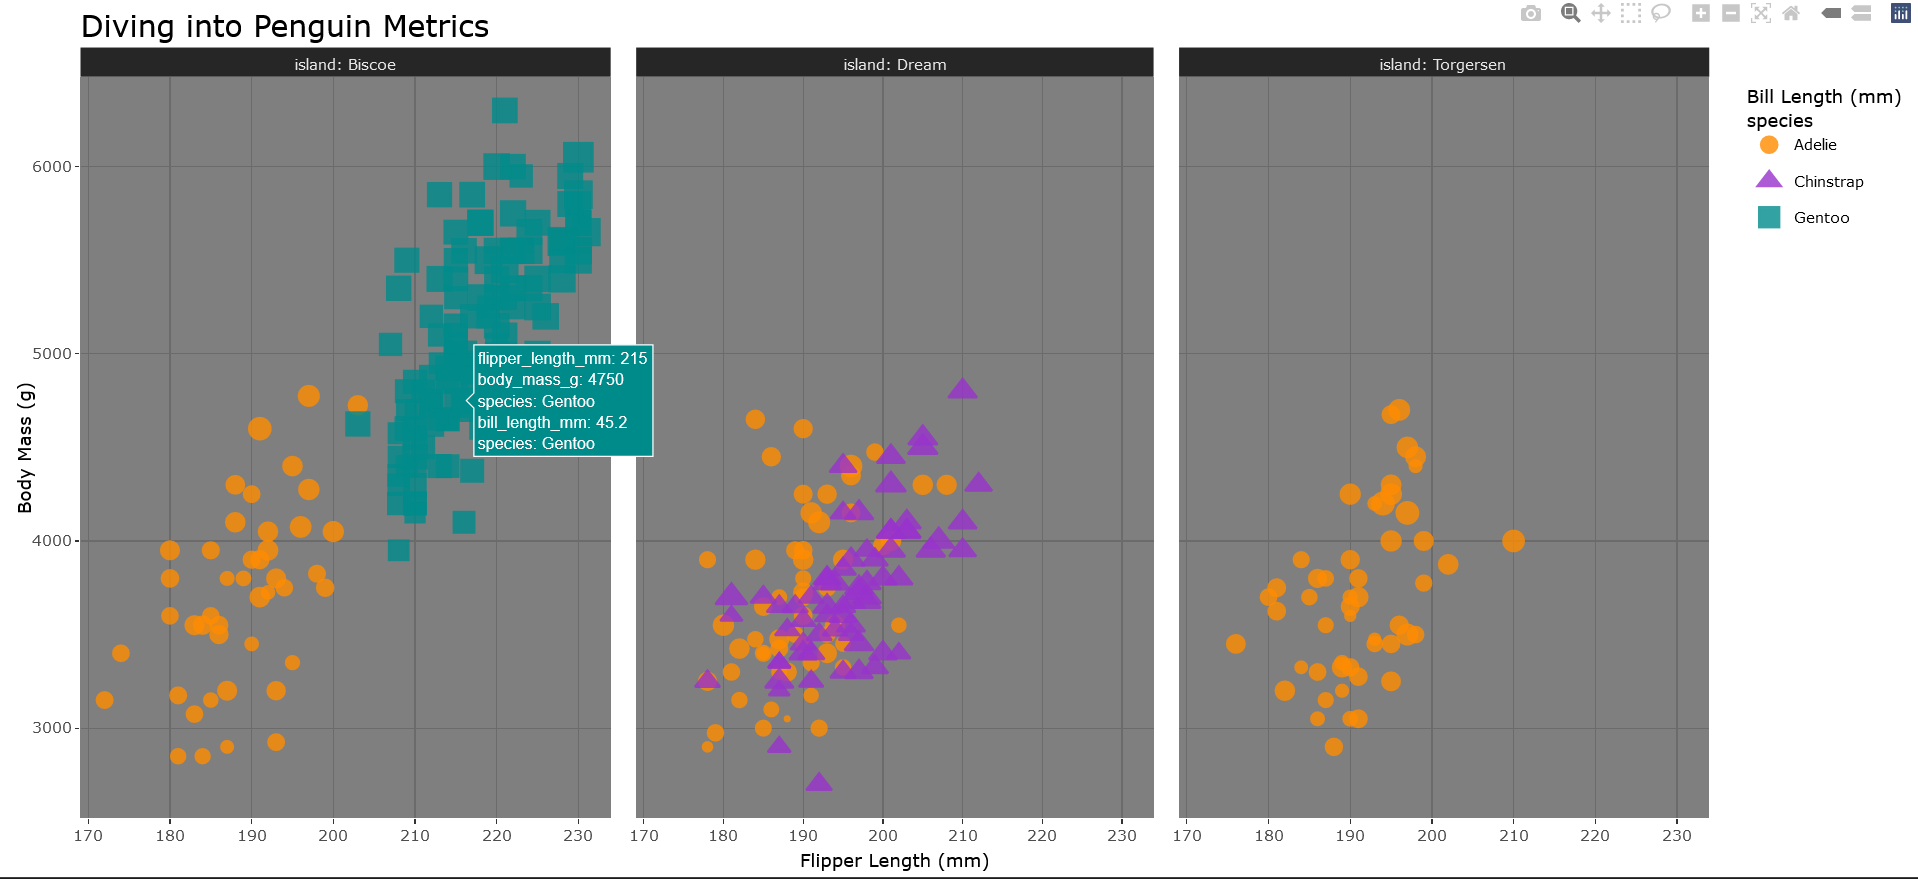 Diving into Penguin Metrics
island: Biscoe
island: Dream
island: Torgersen
Bill Length (mm)
species
Adelie
Chinstrap
Gentoo
6000
5000
4000
3000
Body Mass (g)
flipper_length_mm: 215
body_mass_g: 4750
species: Gentoo
bill_length_mm: 45.2
species: Gentoo
170 180 190 200 210 220 230
170 180 190 200 210 220 230
170 180 190 200 210 220 230
Flipper Length (mm)